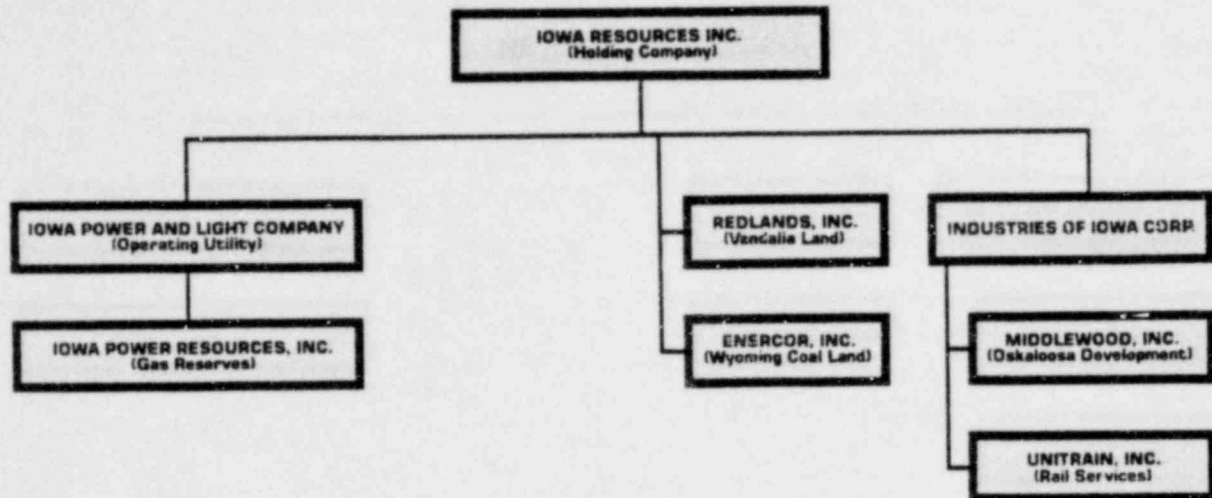 IOWA RESOURCES INC.
(Holding Company)
IOWA POWER AND LIGHT COMPANY
(Operating Utility)
REDLANDS, INC.
(Vandalia Land)
INDUSTRIES OF IOWA CORP.
IOWA POWER RESOURCES, INC.
(Gas Reserves)
ENERCOR, INC.
(Wyoming Coal Land)
MIDDLEWOOD, INC.
(Oskaloosa Development)
UNITRAIN, INC.
(Rail Services)